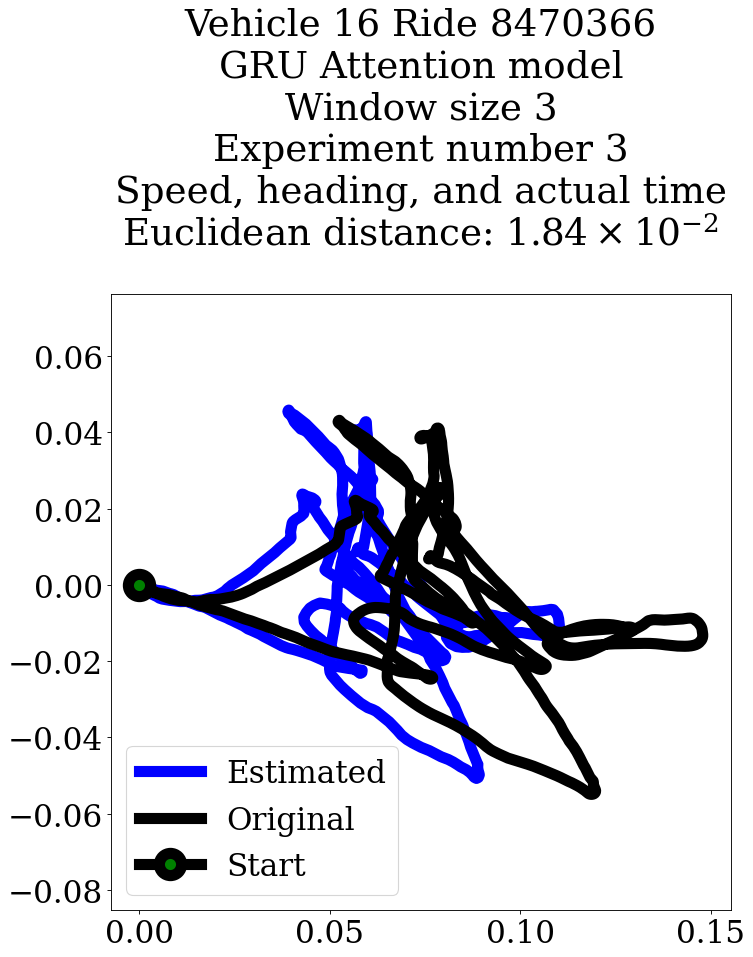 Vehicle 16 Ride 8470366
GRU Attention model
Window size 3
Experiment number 3
Speed, heading, and actual time
Euclidean distance: 1.84 × 10⁻²
0.06
0.04
0.02
0.00
−0.02
−0.04
−0.06
−0.08
Estimated
Original
Start
0.00 0.05 0.10 0.15